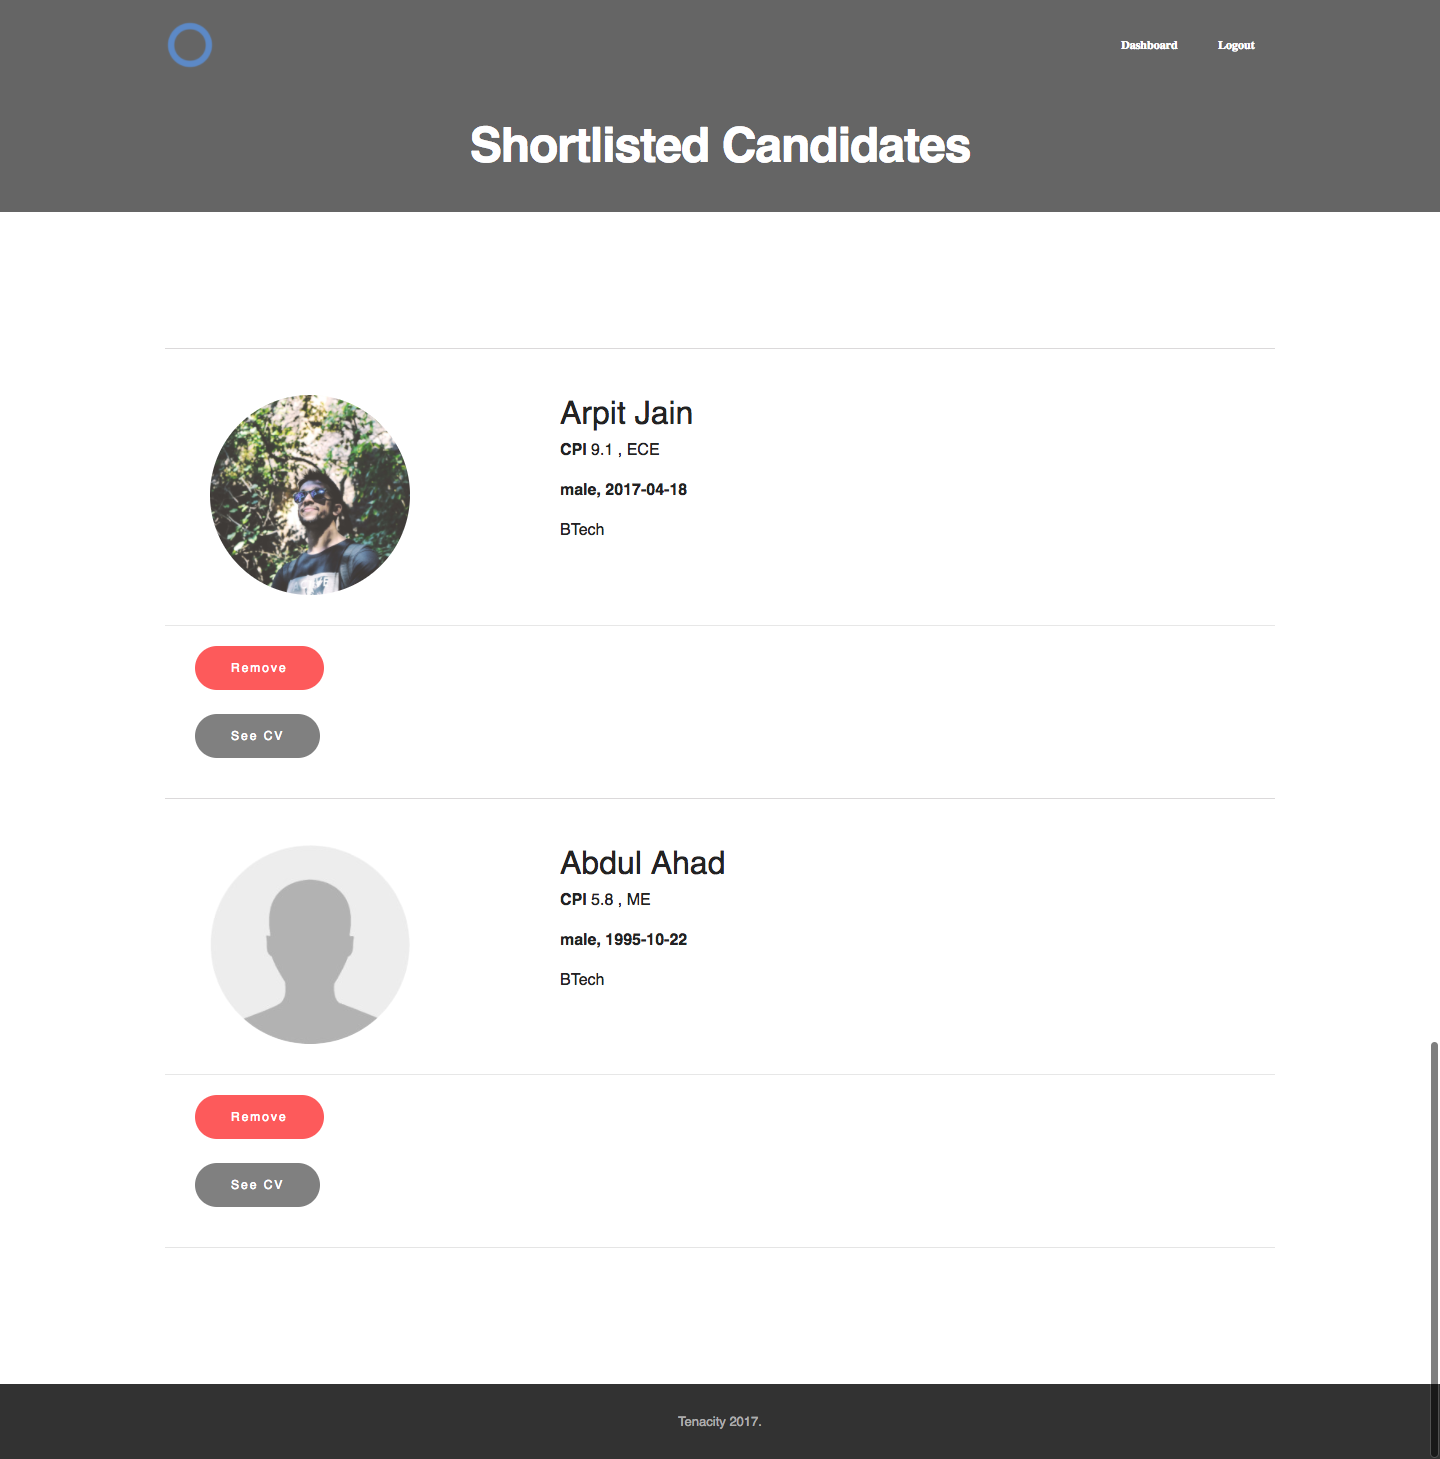 Dashboard Logout
Shortlisted Candidates
Arpit Jain
CPI 9.1 , ECE
male, 2017-04-18
BTech
Remove
See CV
Abdul Ahad
CPI 5.8 , ME
male, 1995-10-22
BTech
Remove
See CV
Tenacity 2017.